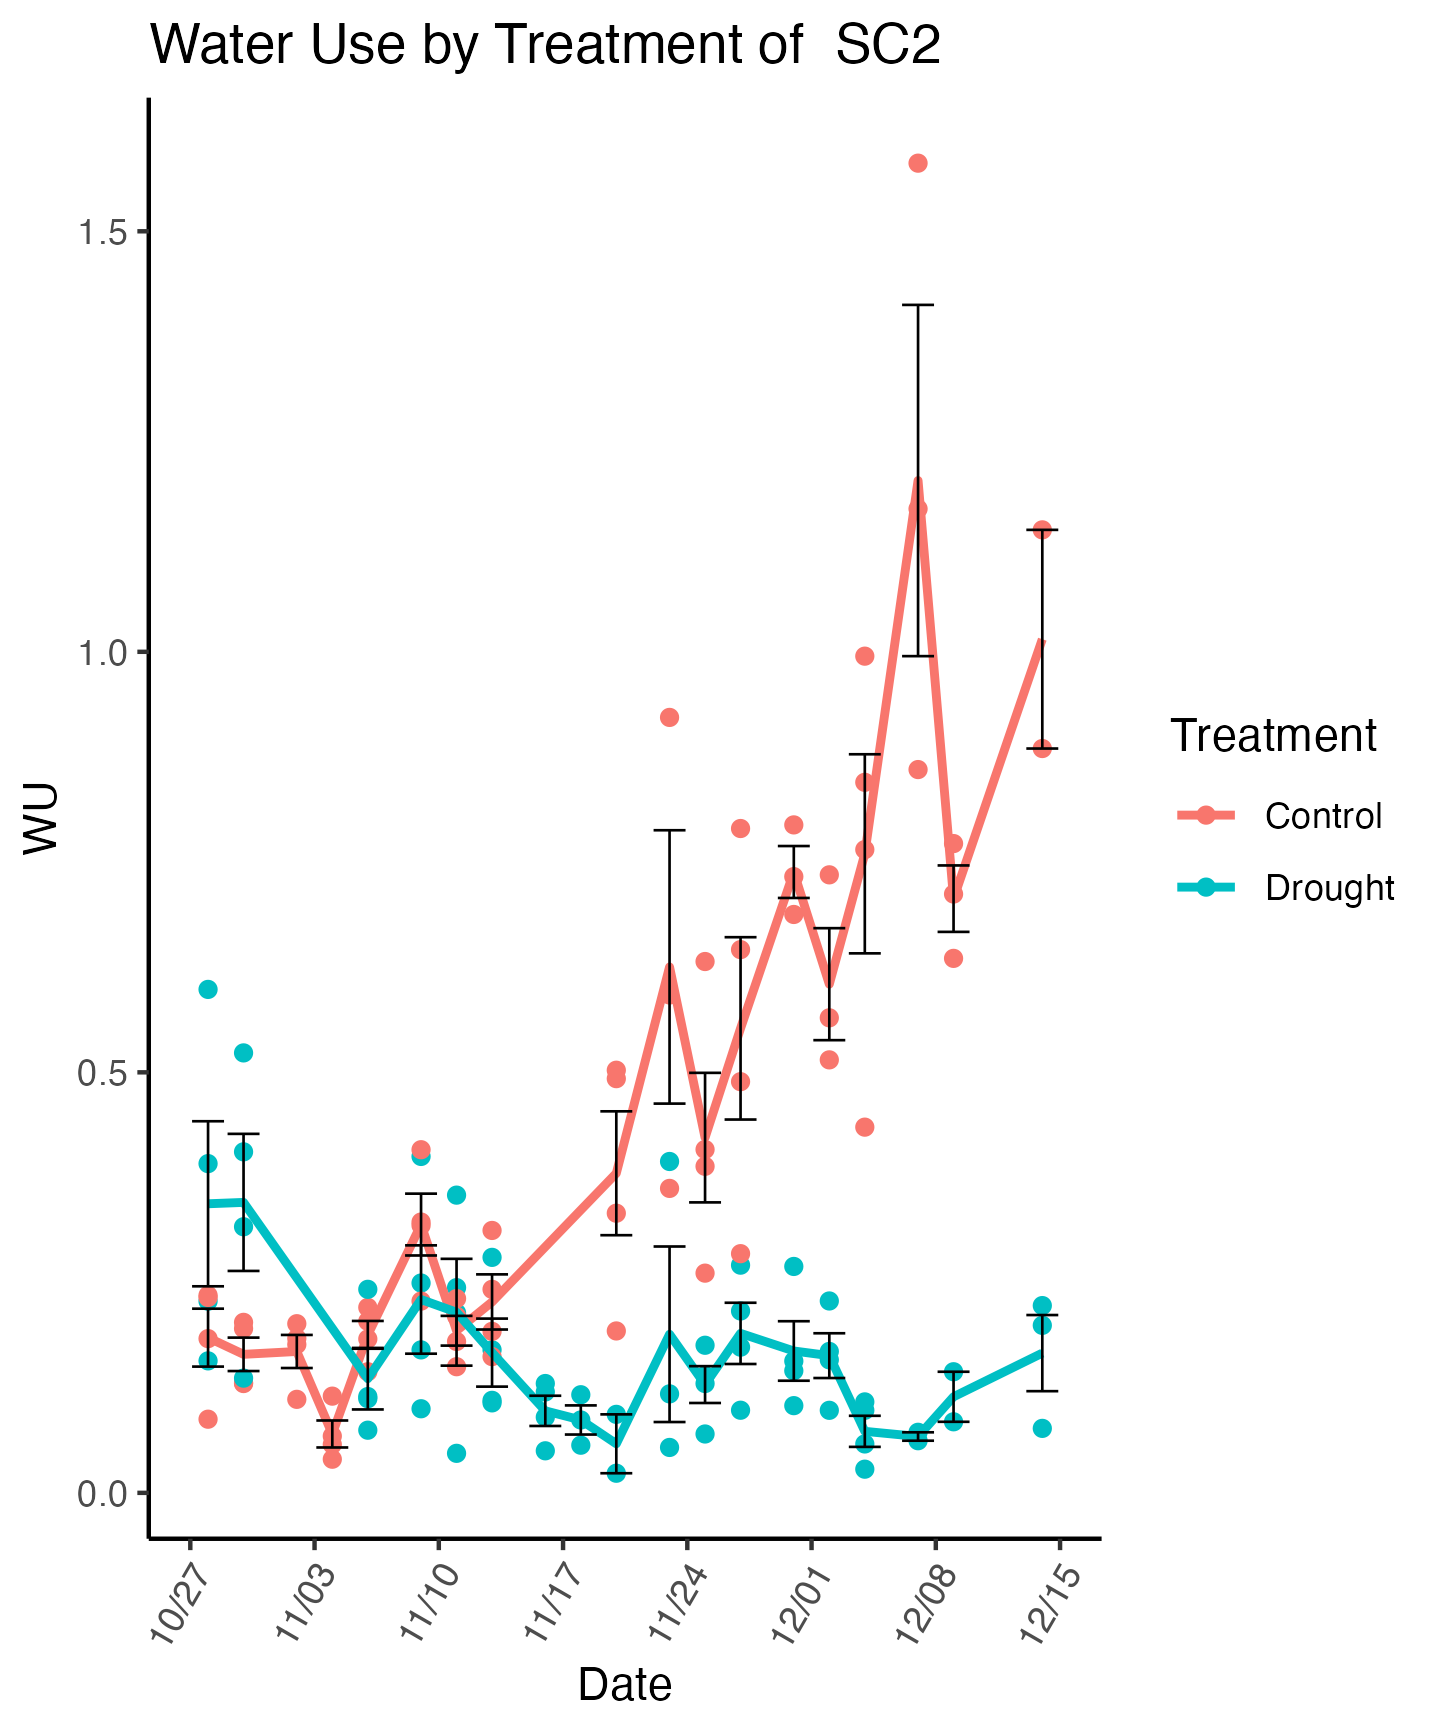 Water Use by Treatment of  SC2
1.5
1.0
0.5
0.0
WU
10/27
11/03
11/10
11/17
11/24
12/01
12/08
12/15
Date
Treatment
Control
Drought